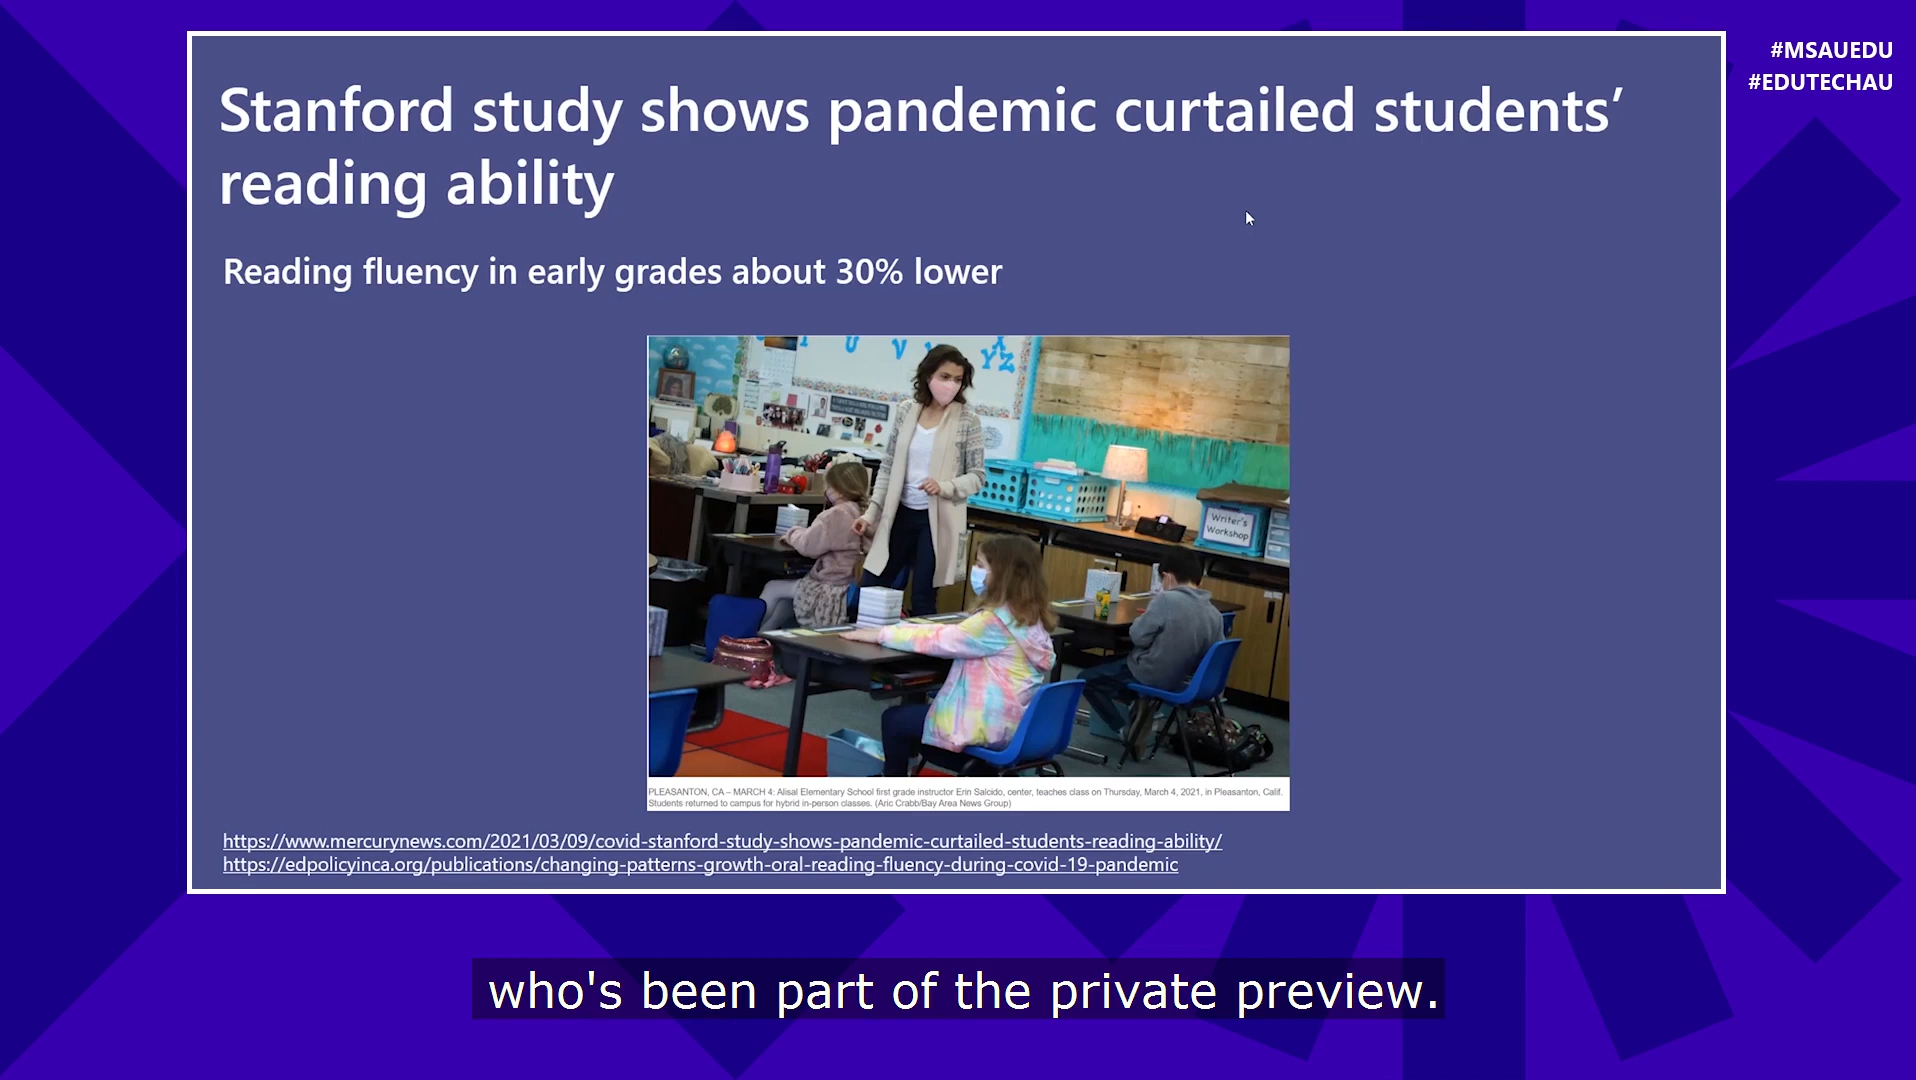 #MSAUEDU
#EDUTECHAU
Stanford study shows pandemic curtailed students’
reading ability
Reading fluency in early grades about 30% lower
U
V
X
YZ
Writer's
Workshop
PLEASANTON, CA – MARCH 4: Alisal Elementary School first grade instructor Erin Salcido, center, teaches class on Thursday, March 4, 2021, in Pleasanton, Calif.
Students returned to campus for hybrid in-person classes. (Aric Crabb/Bay Area News Group)
https://www.mercurynews.com/2021/03/09/covid-stanford-study-shows-pandemic-curtailed-students-reading-ability/
https://edpolicyinca.org/publications/changing-patterns-growth-oral-reading-fluency-during-covid-19-pandemic
who's been part of the private preview.